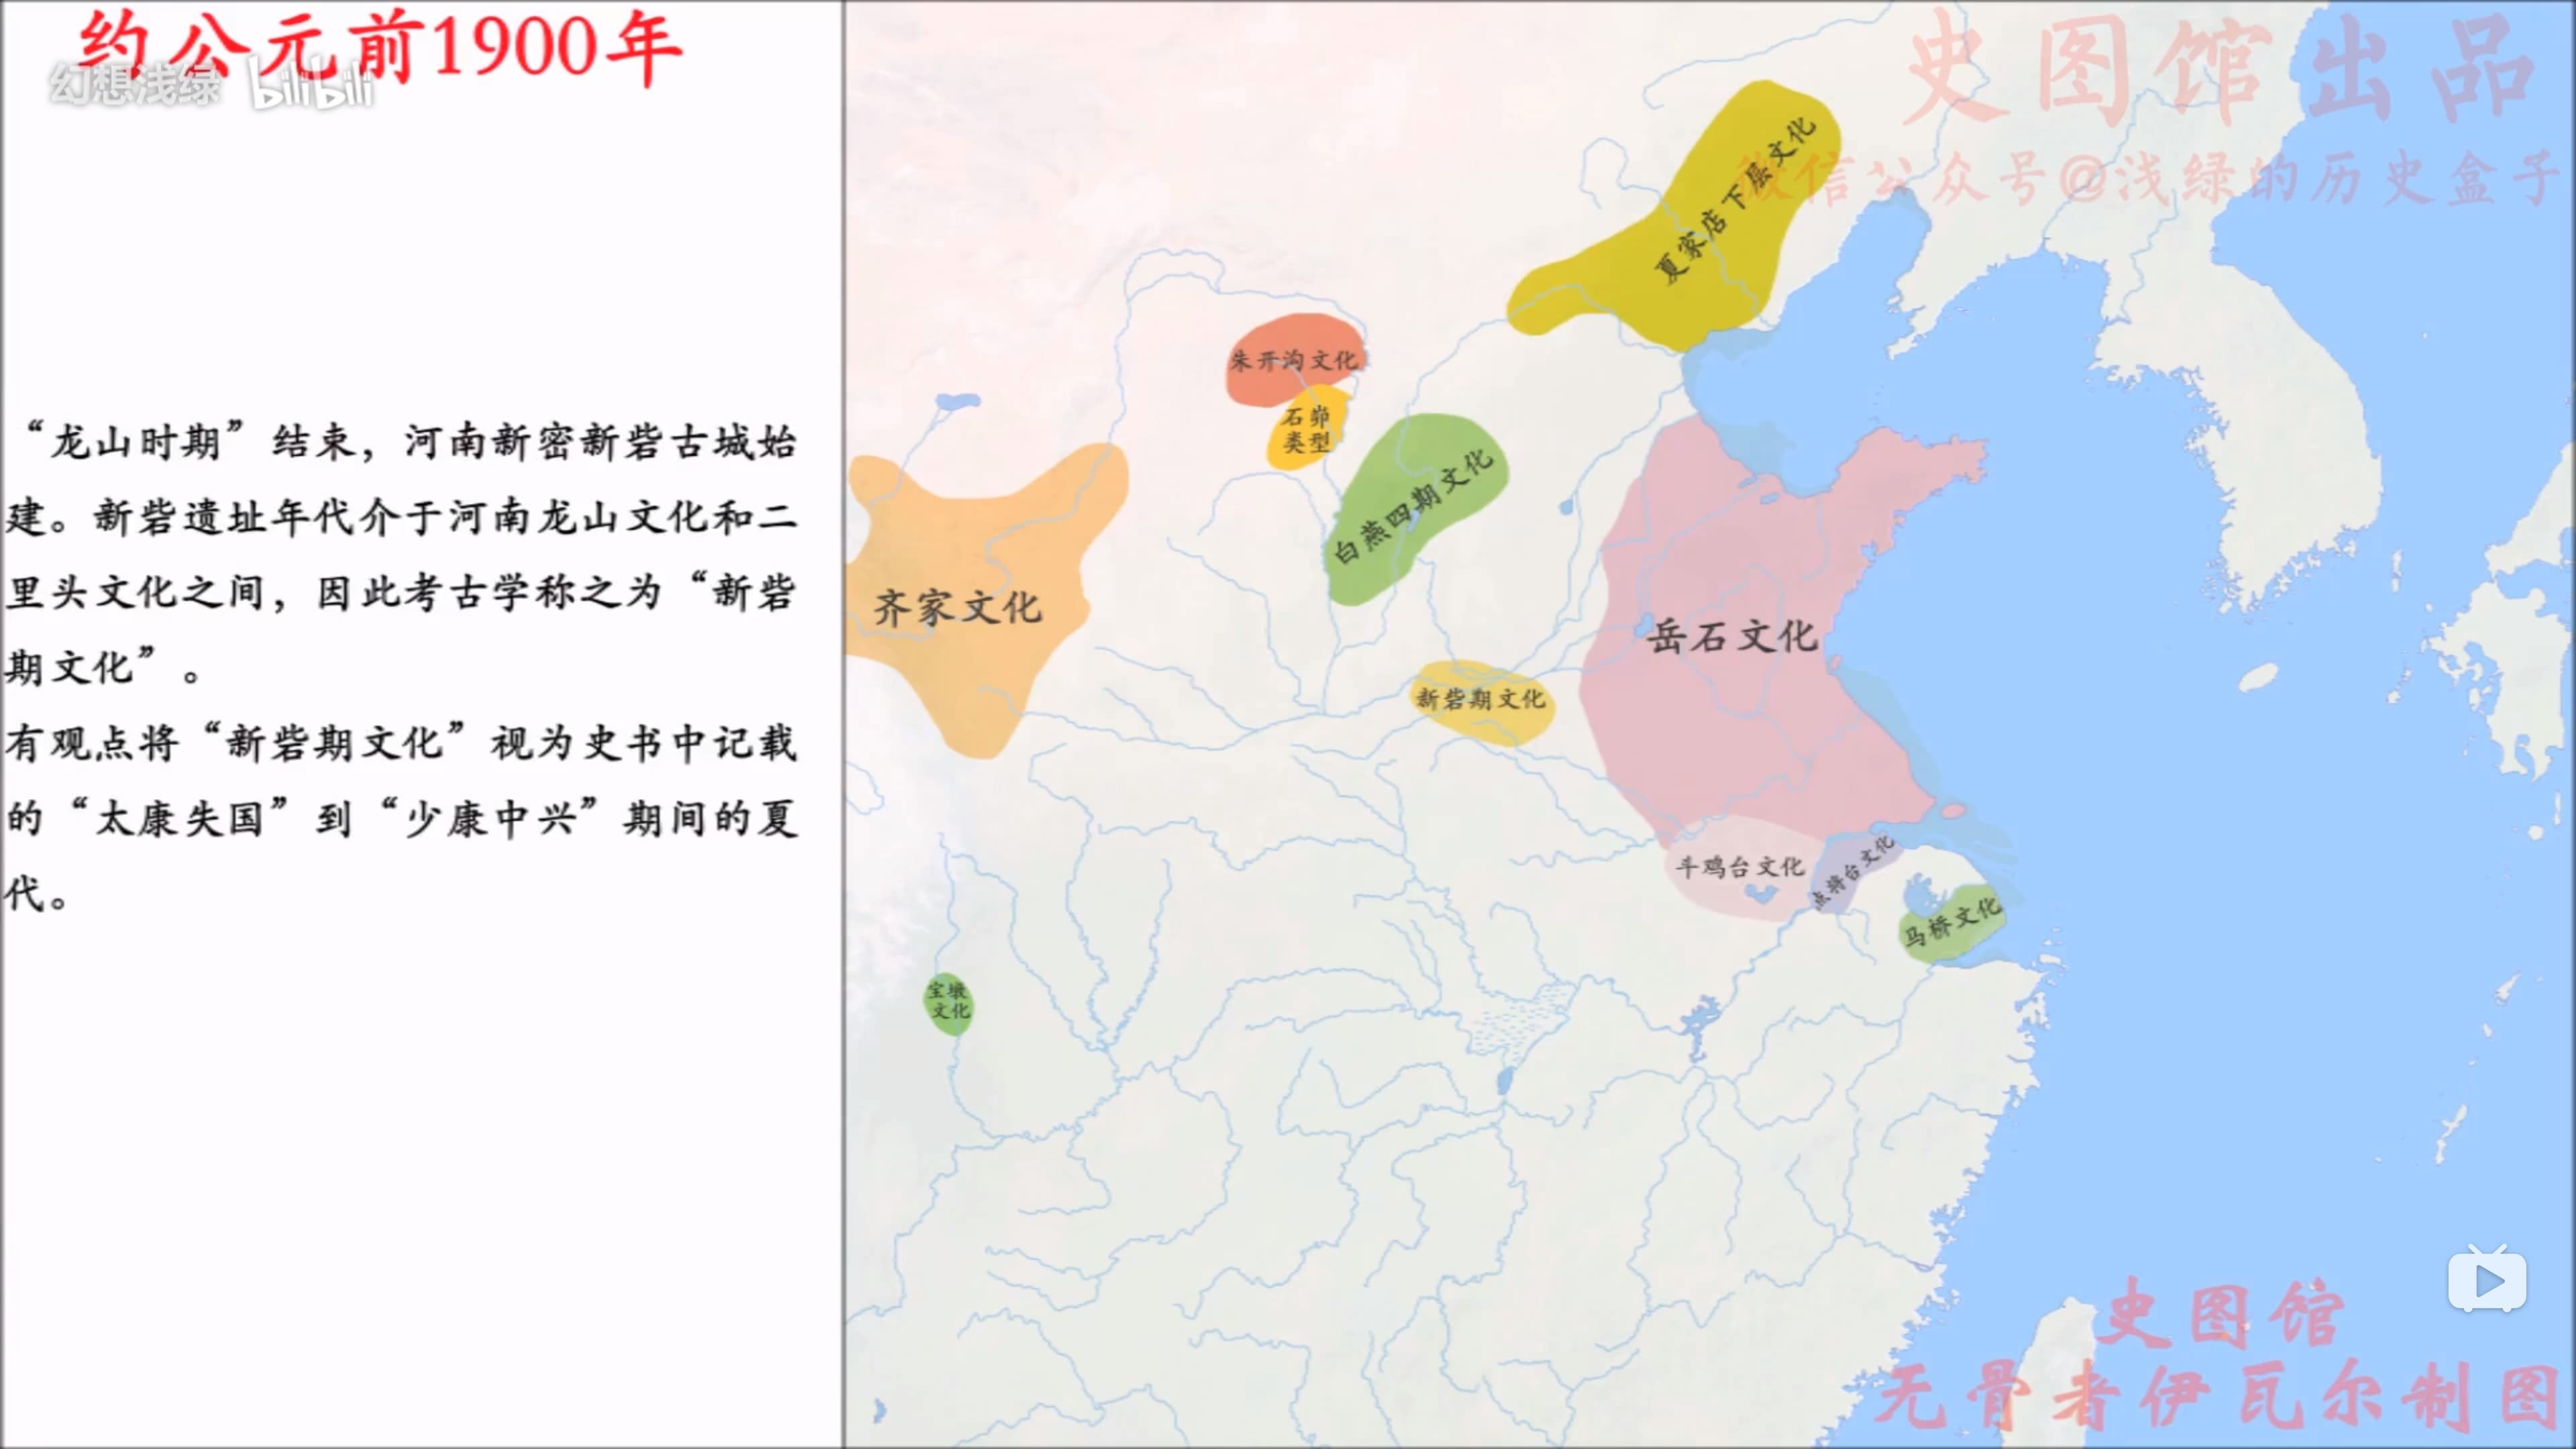 约公元前1900年
幻想浅绿 bilibili
“龙山时期”结束，河南新密新砦古城始
建。新砦遗址年代介于河南龙山文化和二
里头文化之间，因此考古学称之为“新砦
期文化”。
有观点将“新砦期文化”视为史书中记载
的“太康失国”到“少康中兴”期间的夏
代。
史图馆出品
微信公众号@浅绿的历史盒子
夏家店下层文化
朱开沟文化
石峁
类型
白燕四期文化
齐家文化
岳石文化
新砦期文化
斗鸡台文化
点将台文化
马桥文化
宝墩
文化
史图馆
无骨者伊瓦尔制图